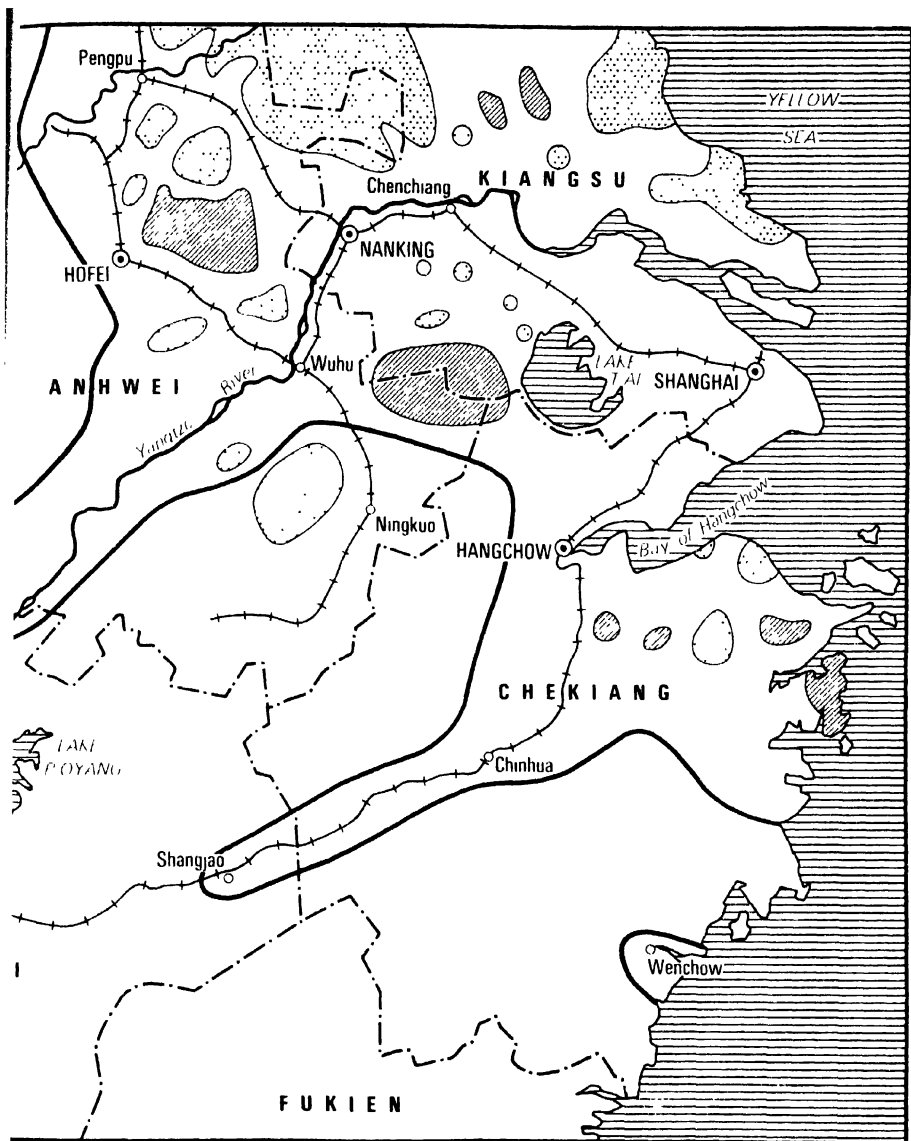 Pengpu
YELLOW
SEA
KIANGSU
Chenchiang
NANKING
HOFEI
Wuhu
LAKE
TAI
SHANGHAI
ANHWEI
Yangtze River
Ningkuo
HANGCHOW
Bay of Hangchow
CHEKIANG
LAKE
POYANG
Chinhua
Shangjao
Wenchow
I
FUKIEN